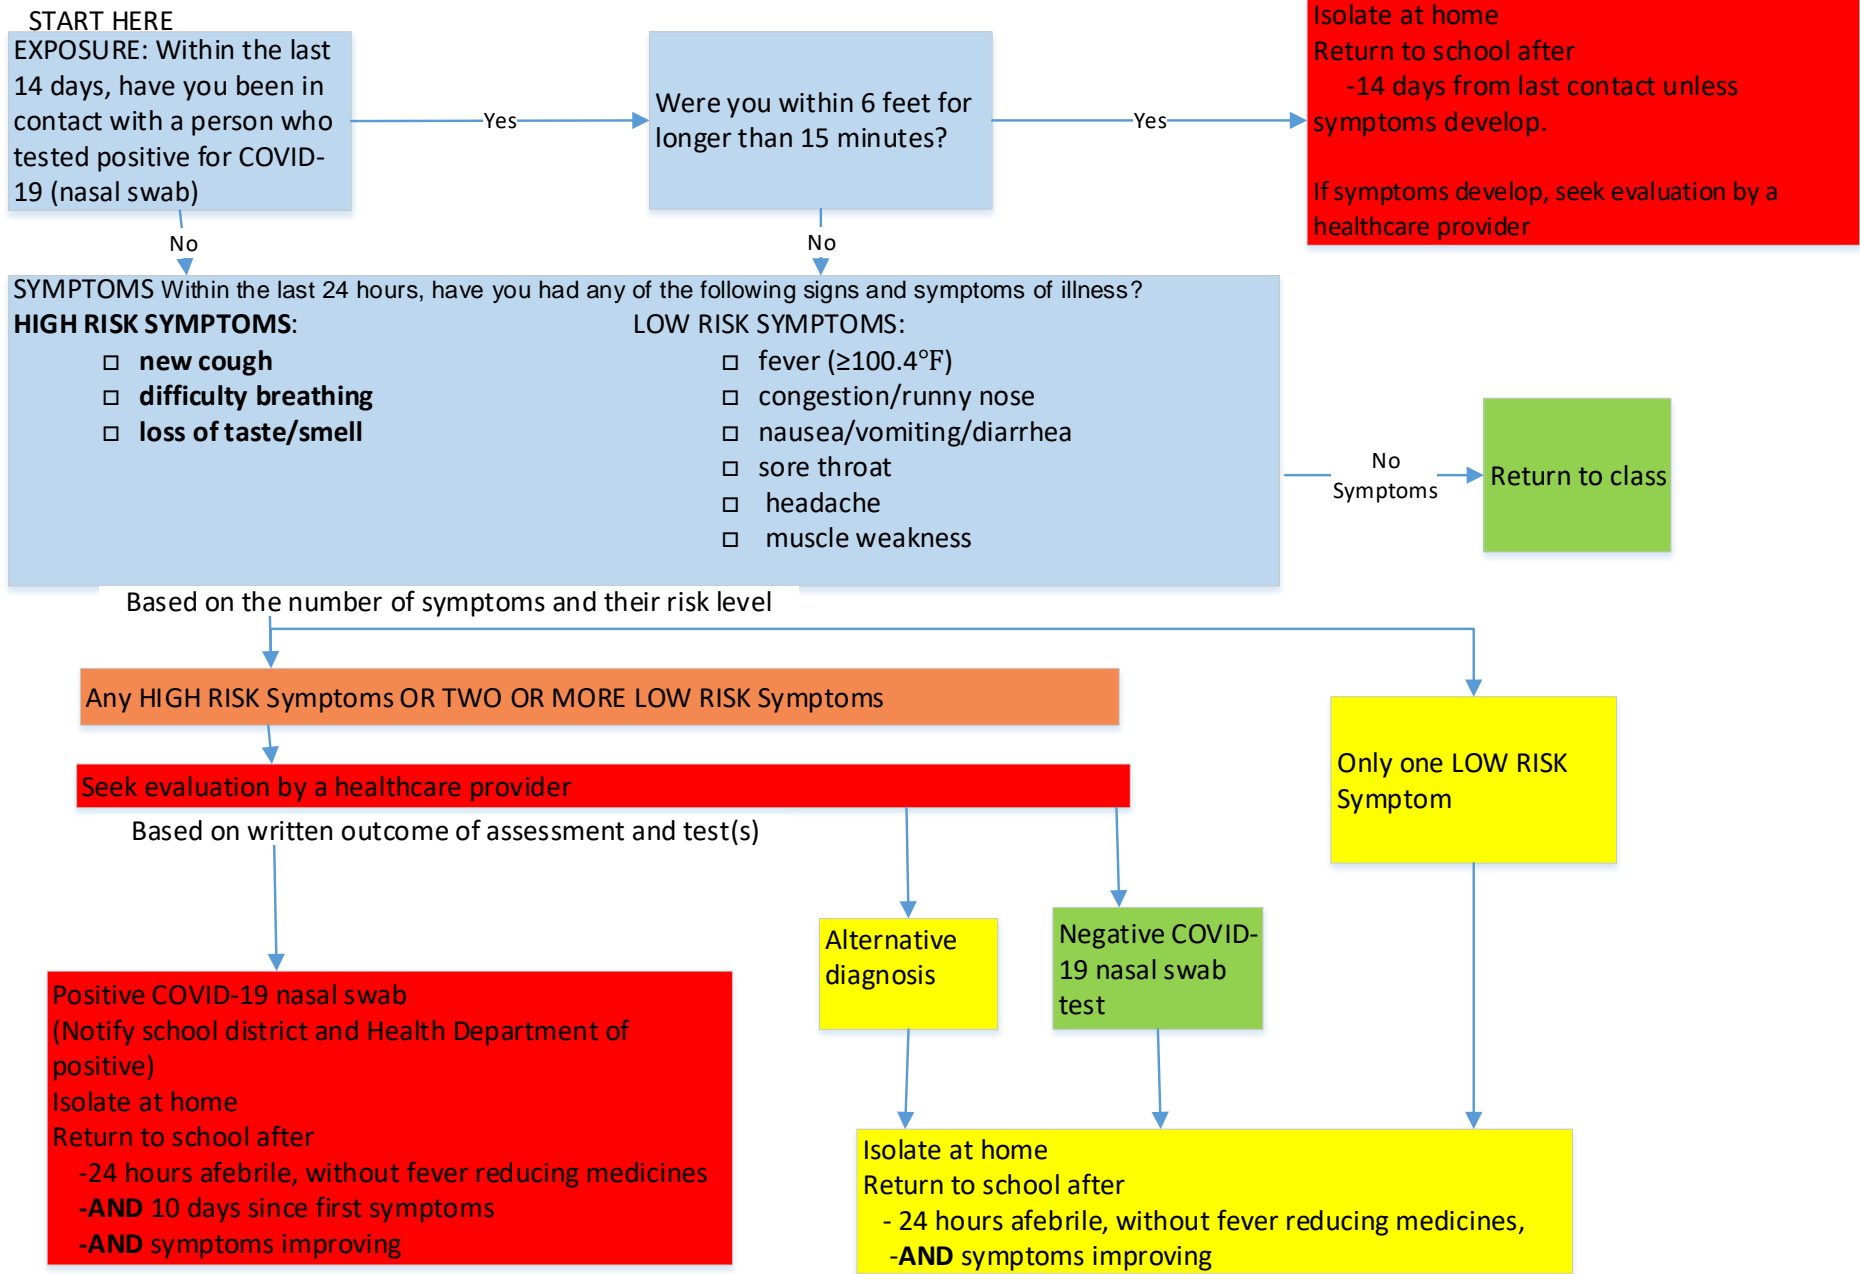 START HERE
EXPOSURE: Within the last
14 days, have you been in
contact with a person who
tested positive for COVID-
19 (nasal swab)
Yes
Were you within 6 feet for
longer than 15 minutes?
Yes
Isolate at home
Return to school after
-14 days from last contact unless
symptoms develop.
If symptoms develop, seek evaluation by a
healthcare provider
No
No
SYMPTOMS Within the last 24 hours, have you had any of the following signs and symptoms of illness?
HIGH RISK SYMPTOMS:
□ new cough
□ difficulty breathing
□ loss of taste/smell
LOW RISK SYMPTOMS:
□ fever (≥100.4°F)
□ congestion/runny nose
□ nausea/vomiting/diarrhea
□ sore throat
□ headache
□ muscle weakness
No
Symptoms
Return to class
Based on the number of symptoms and their risk level
Any HIGH RISK Symptoms OR TWO OR MORE LOW RISK Symptoms
Only one LOW RISK
Symptom
Seek evaluation by a healthcare provider
Based on written outcome of assessment and test(s)
Alternative
diagnosis
Negative COVID-
19 nasal swab
test
Positive COVID-19 nasal swab
(Notify school district and Health Department of
positive)
Isolate at home
Return to school after
-24 hours afebrile, without fever reducing medicines
-AND 10 days since first symptoms
-AND symptoms improving
Isolate at home
Return to school after
- 24 hours afebrile, without fever reducing medicines,
-AND symptoms improving